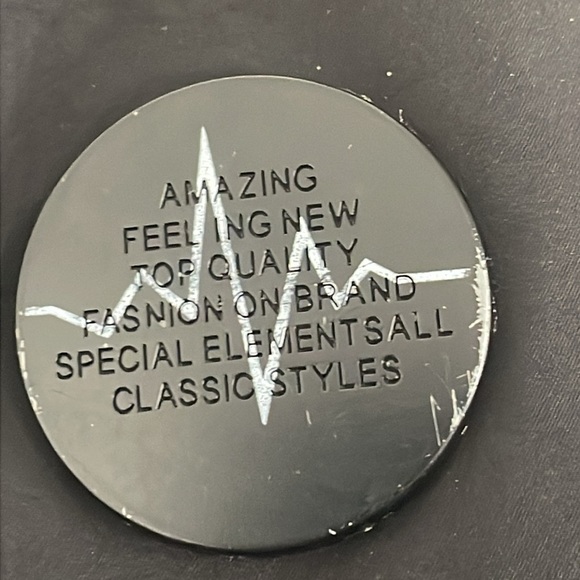 AMAZING
FEELING NEW
TOP QUALITY
FASNION ON BRAND
SPECIAL ELEMENTSALL
CLASSIC STYLES